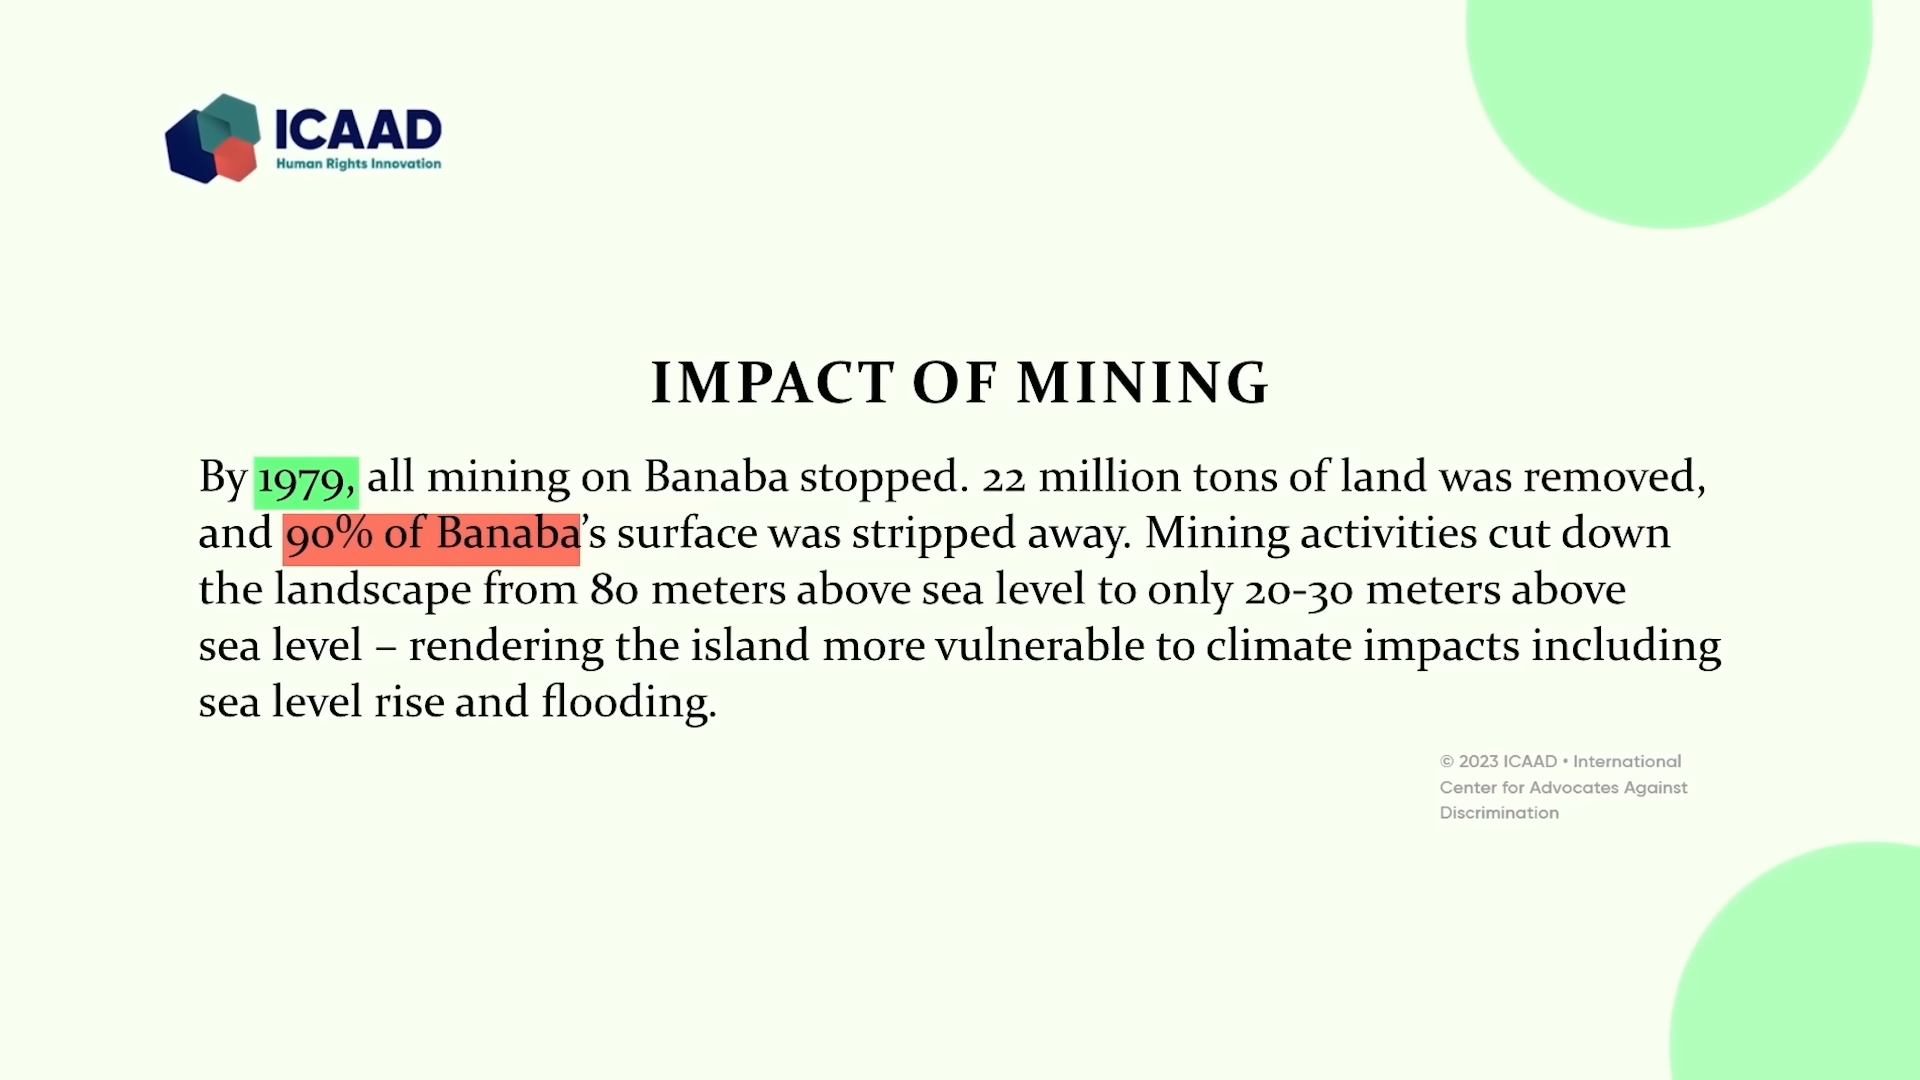 ICAAD
Human Rights Innovation
IMPACT OF MINING
By 1979, all mining on Banaba stopped. 22 million tons of land was removed,
and 90% of Banaba’s surface was stripped away. Mining activities cut down
the landscape from 80 meters above sea level to only 20-30 meters above
sea level – rendering the island more vulnerable to climate impacts including
sea level rise and flooding.
© 2023 ICAAD • International
Center for Advocates Against
Discrimination